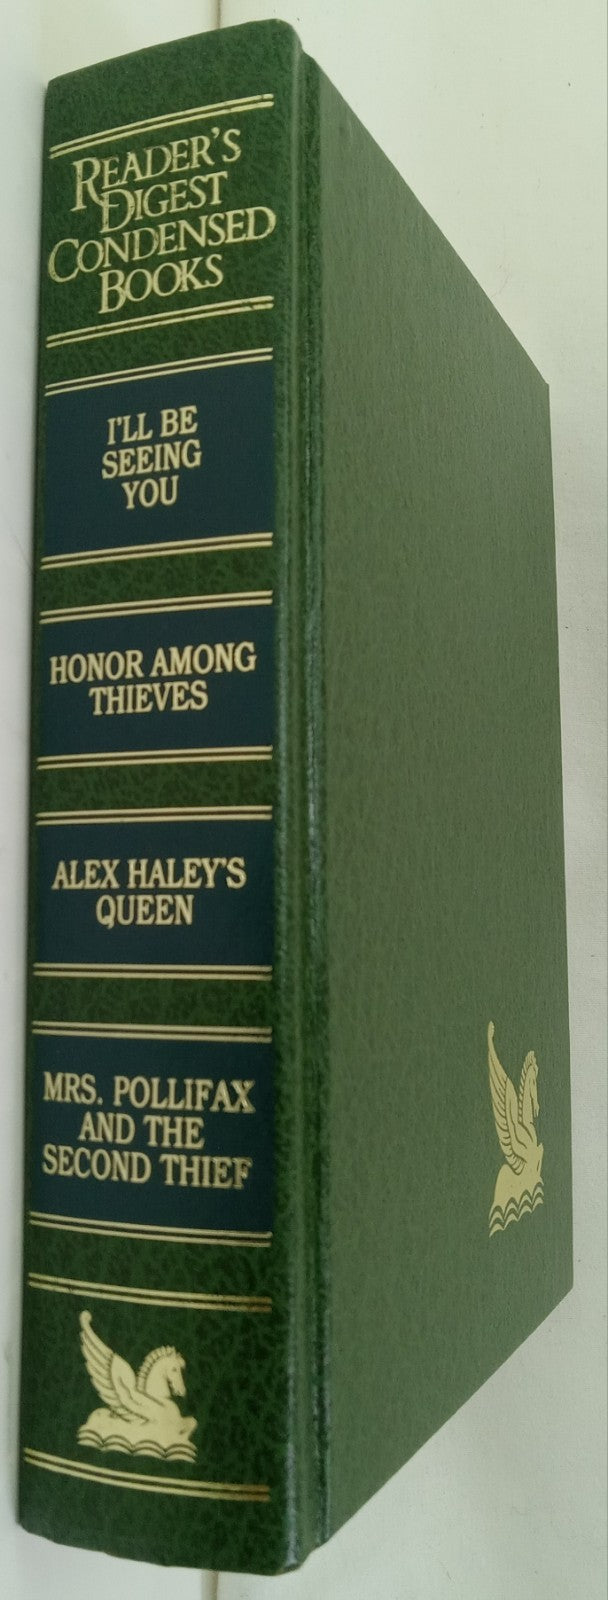 READER'S
DIGEST
CONDENSED
BOOKS
I'LL BE
SEEING
YOU
HONOR AMONG
THIEVES
ALEX HALEY'S
QUEEN
MRS. POLLIFAX
AND THE
SECOND THIEF